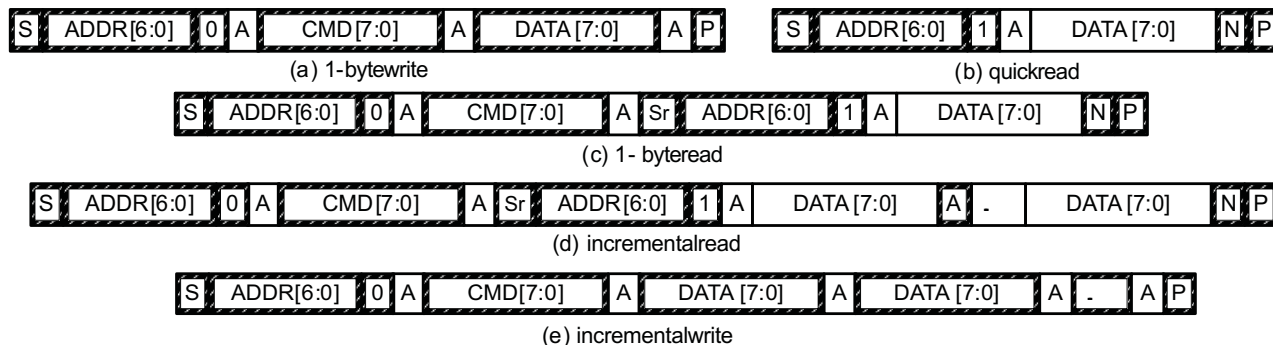 S ADDR[6:0] 0 A CMD[7:0] A DATA[7:0] A P
S ADDR[6:0] 1 A DATA[7:0] N P
(a) 1-bytewrite
(b) quickread
S ADDR[6:0] 0 A CMD[7:0] A Sr ADDR[6:0] 1 A DATA[7:0] N P
(c) 1- byteread
S ADDR[6:0] 0 A CMD[7:0] A Sr ADDR[6:0] 1 A DATA[7:0] A - DATA[7:0] N P
(d) incrementalread
S ADDR[6:0] 0 A CMD[7:0] A DATA[7:0] A DATA[7:0] A - A P
(e) incrementalwrite